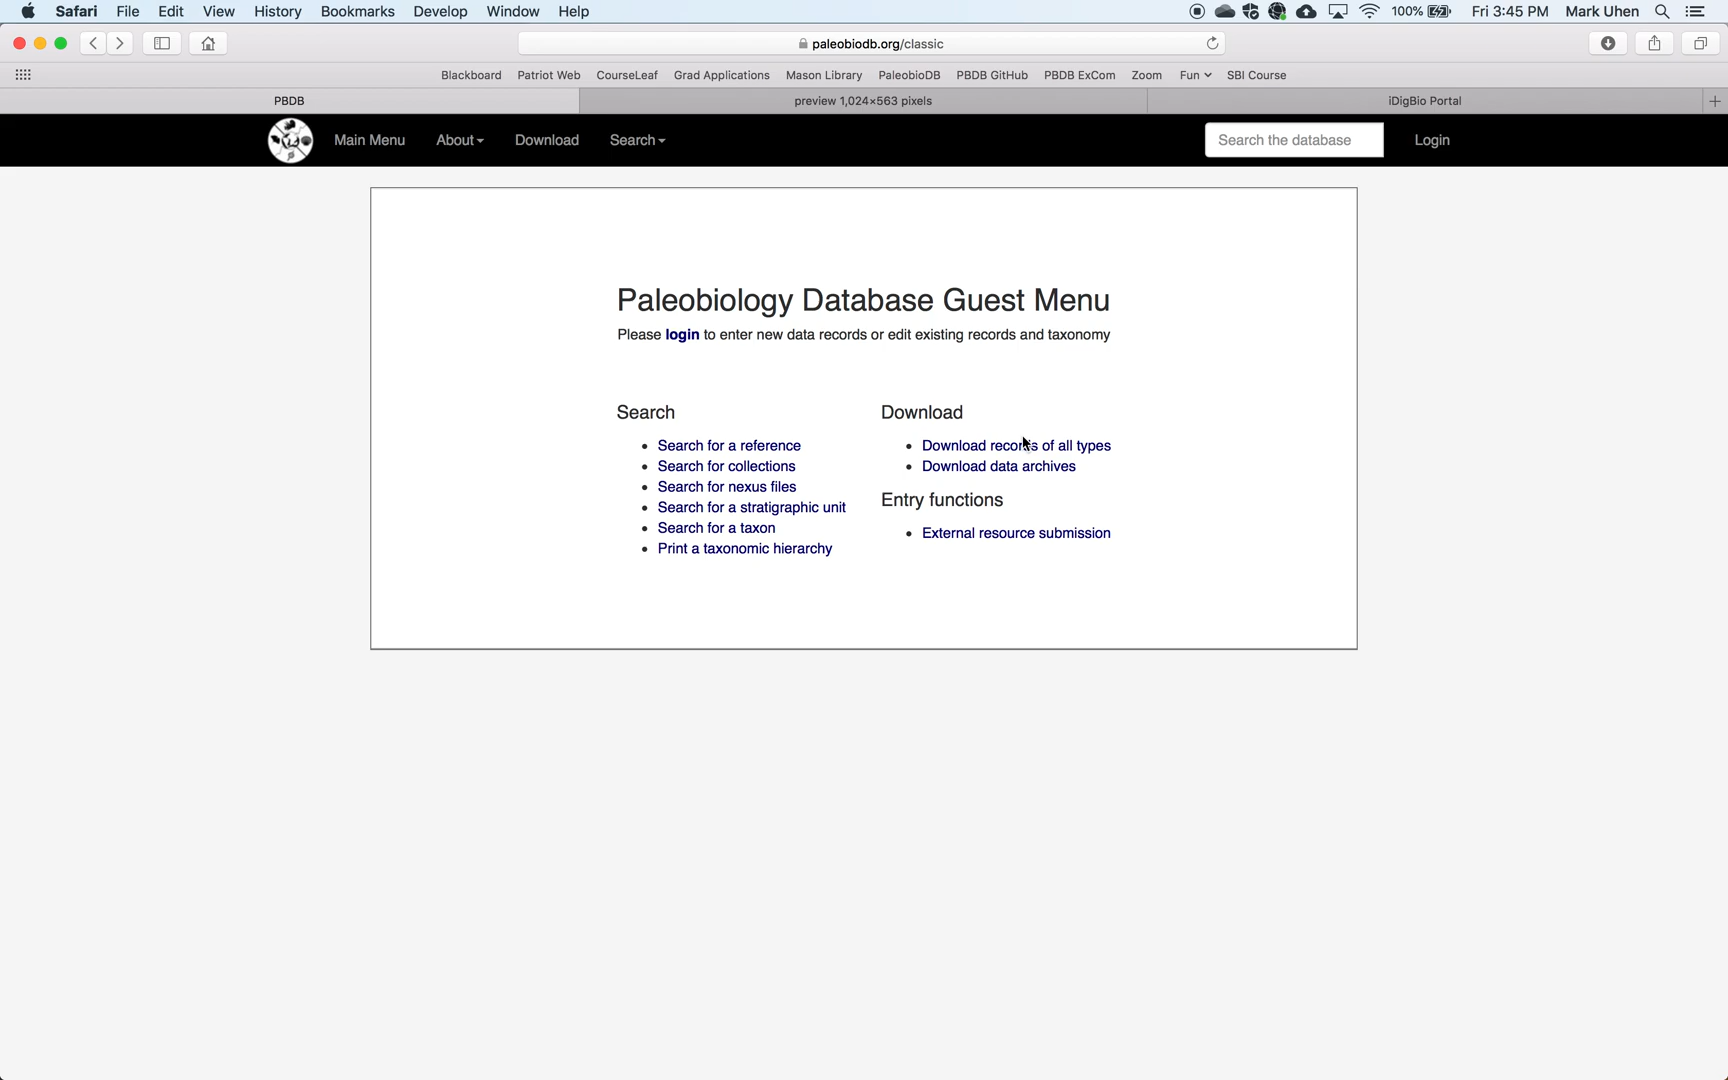 Safari File Edit View History Bookmarks Develop Window Help 100% Fri 3:45 PM Mark Uhen
paleobiodb.org/classic
Blackboard Patriot Web CourseLeaf Grad Applications Mason Library PaleobioDB PBDB GitHub PBDB ExCom Zoom Fun SBI Course
PBDB preview 1,024×563 pixels iDigBio Portal
Main Menu About Download Search Search the database Login
Paleobiology Database Guest Menu
Please login to enter new data records or edit existing records and taxonomy
Search
Search for a reference
Search for collections
Search for nexus files
Search for a stratigraphic unit
Search for a taxon
Print a taxonomic hierarchy
Download
Download records of all types
Download data archives
Entry functions
External resource submission